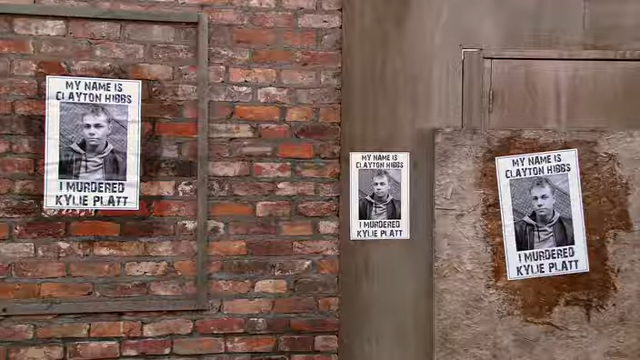 MY NAME IS
CLAYTON HIBBS
I MURDERED
KYLIE PLATT
MY NAME IS
CLAYTON HIBBS
I MURDERED
KYLIE PLATT
MY NAME IS
CLAYTON HIBBS
I MURDERED
KYLIE PLATT